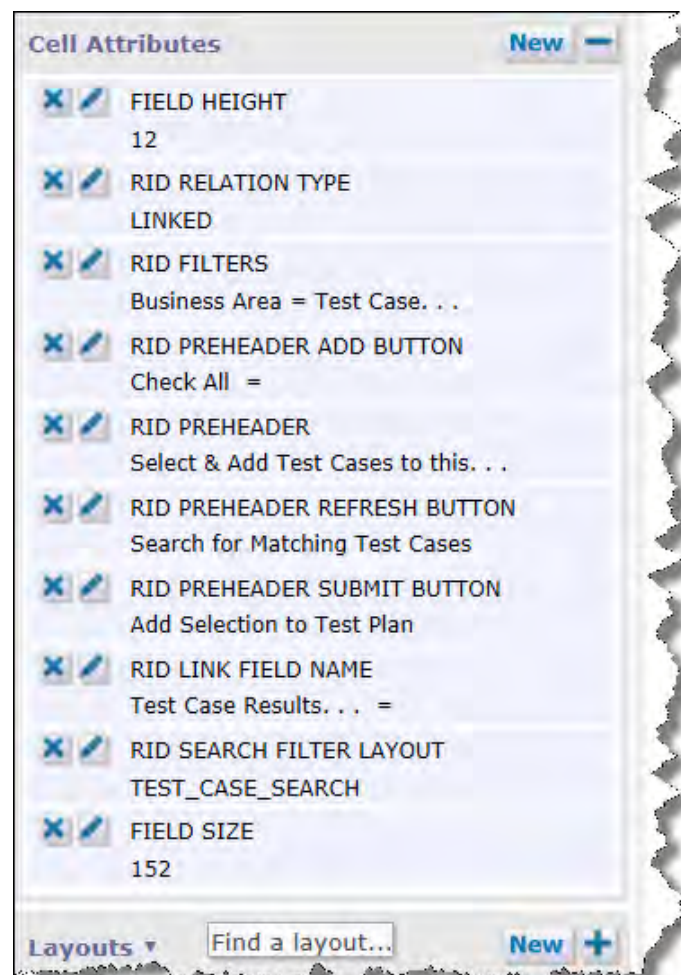 Cell Attributes New
FIELD HEIGHT
12
RID RELATION TYPE
LINKED
RID FILTERS
Business Area = Test Case. . .
RID PREHEADER ADD BUTTON
Check All =
RID PREHEADER
Select & Add Test Cases to this. . .
RID PREHEADER REFRESH BUTTON
Search for Matching Test Cases
RID PREHEADER SUBMIT BUTTON
Add Selection to Test Plan
RID LINK FIELD NAME
Test Case Results. . . =
RID SEARCH FILTER LAYOUT
TEST_CASE_SEARCH
FIELD SIZE
152
Layouts Find a layout... New